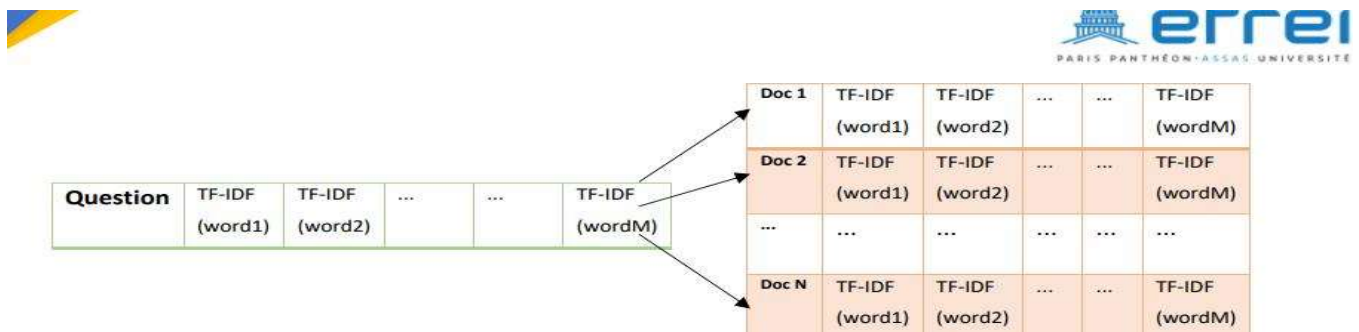 efrei
PARIS PANTHÉON-ASSAS UNIVERSITÉ
Question TF-IDF TF-IDF ... ... TF-IDF
(word1) (word2) (wordM)
Doc 1 TF-IDF TF-IDF ... ... TF-IDF
(word1) (word2) (wordM)
Doc 2 TF-IDF TF-IDF ... ... TF-IDF
(word1) (word2) (wordM)
... ... ... ... ... ...
Doc N TF-IDF TF-IDF ... ... TF-IDF
(word1) (word2) (wordM)